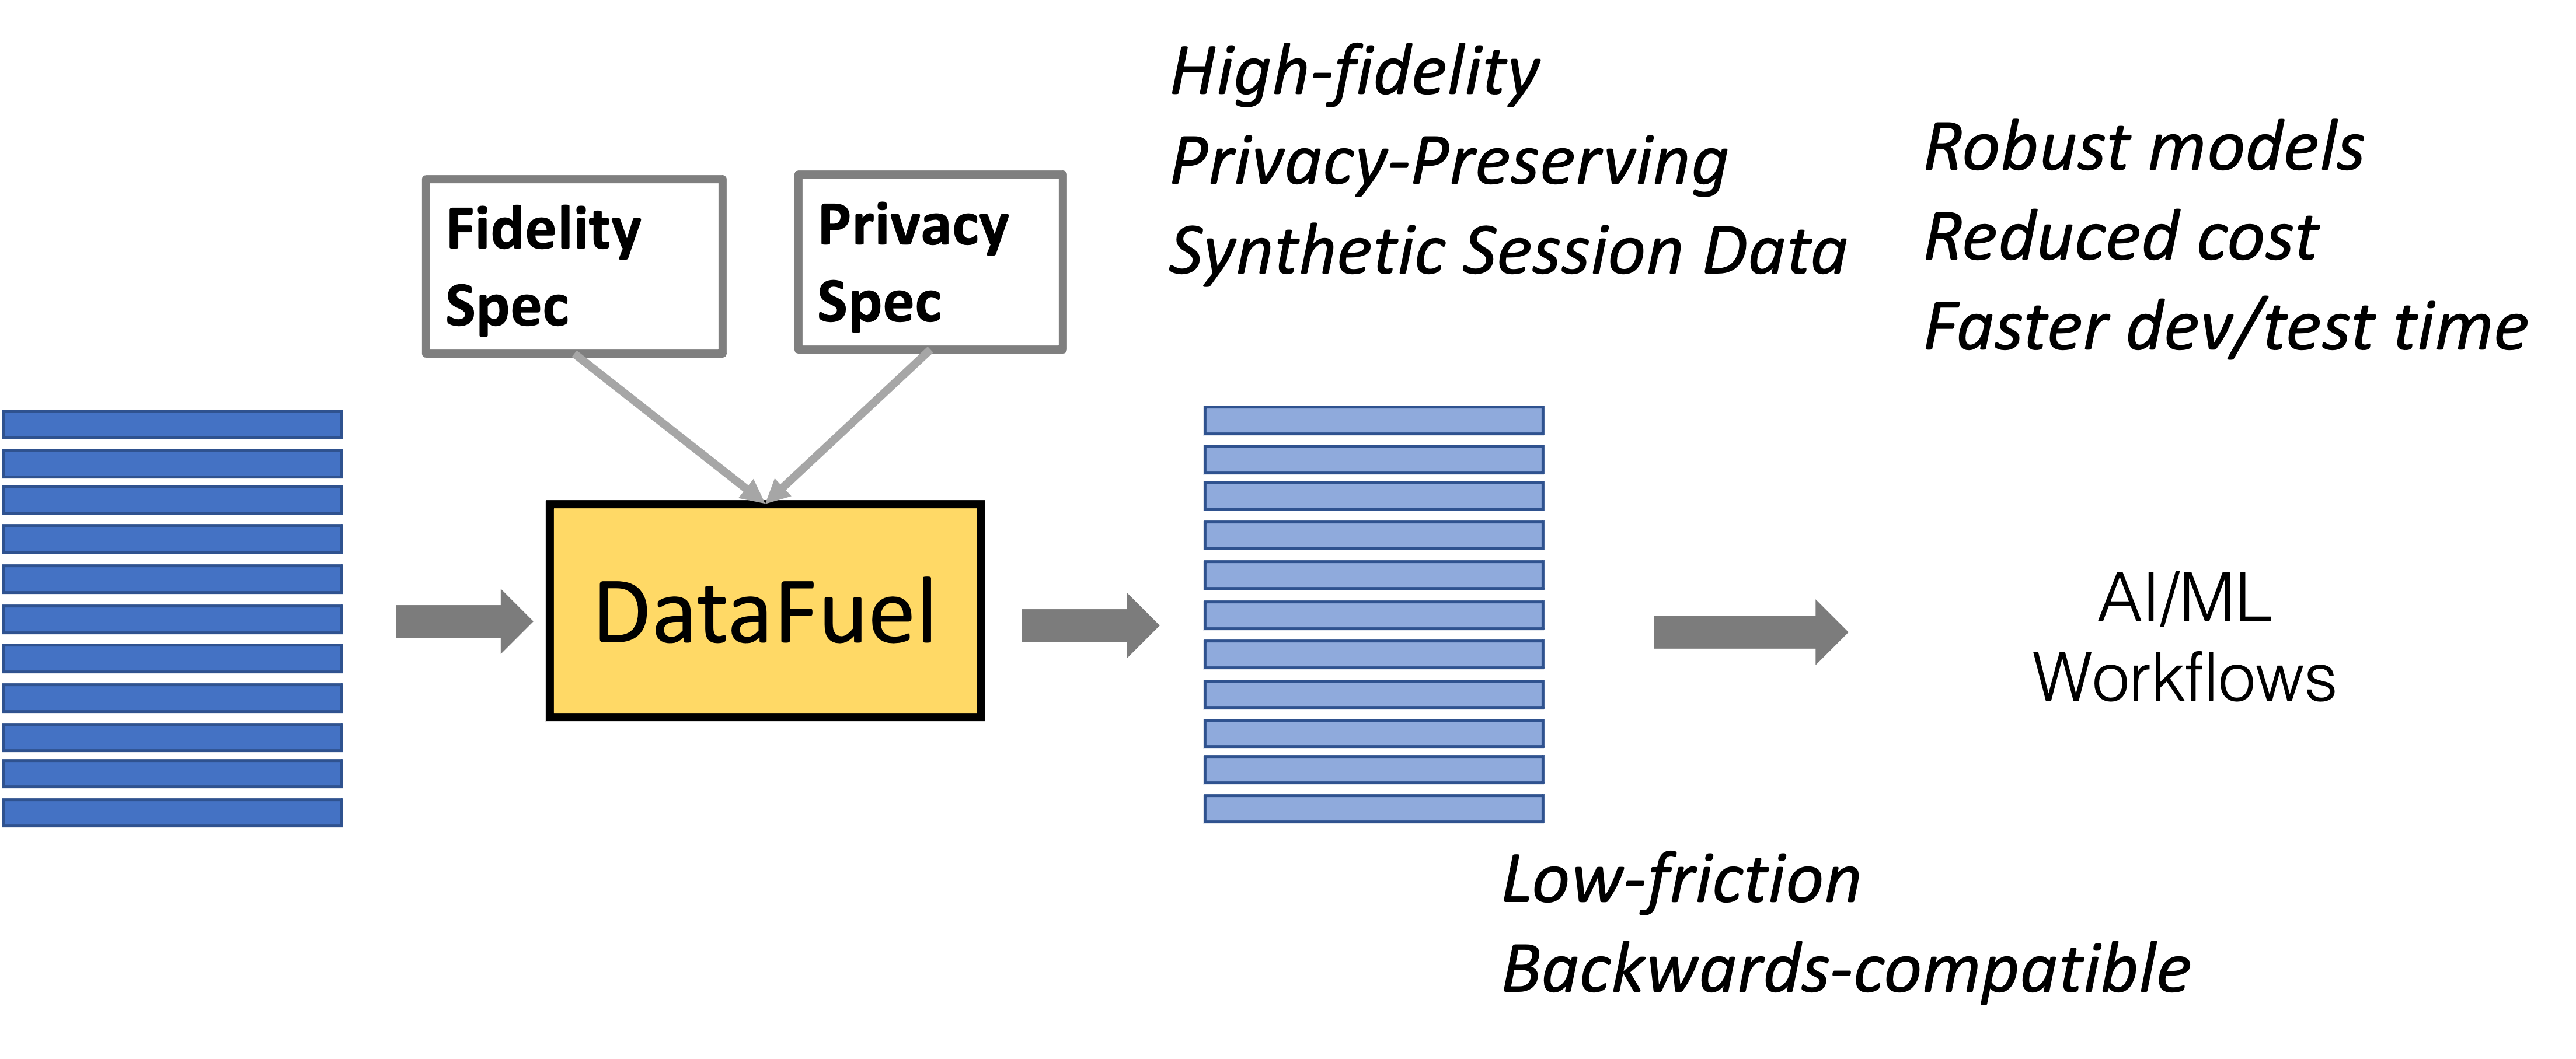 Fidelity
Spec
Privacy
Spec
High-fidelity
Privacy-Preserving
Synthetic Session Data
Robust models
Reduced cost
Faster dev/test time
DataFuel
AI/ML
Workflows
Low-friction
Backwards-compatible